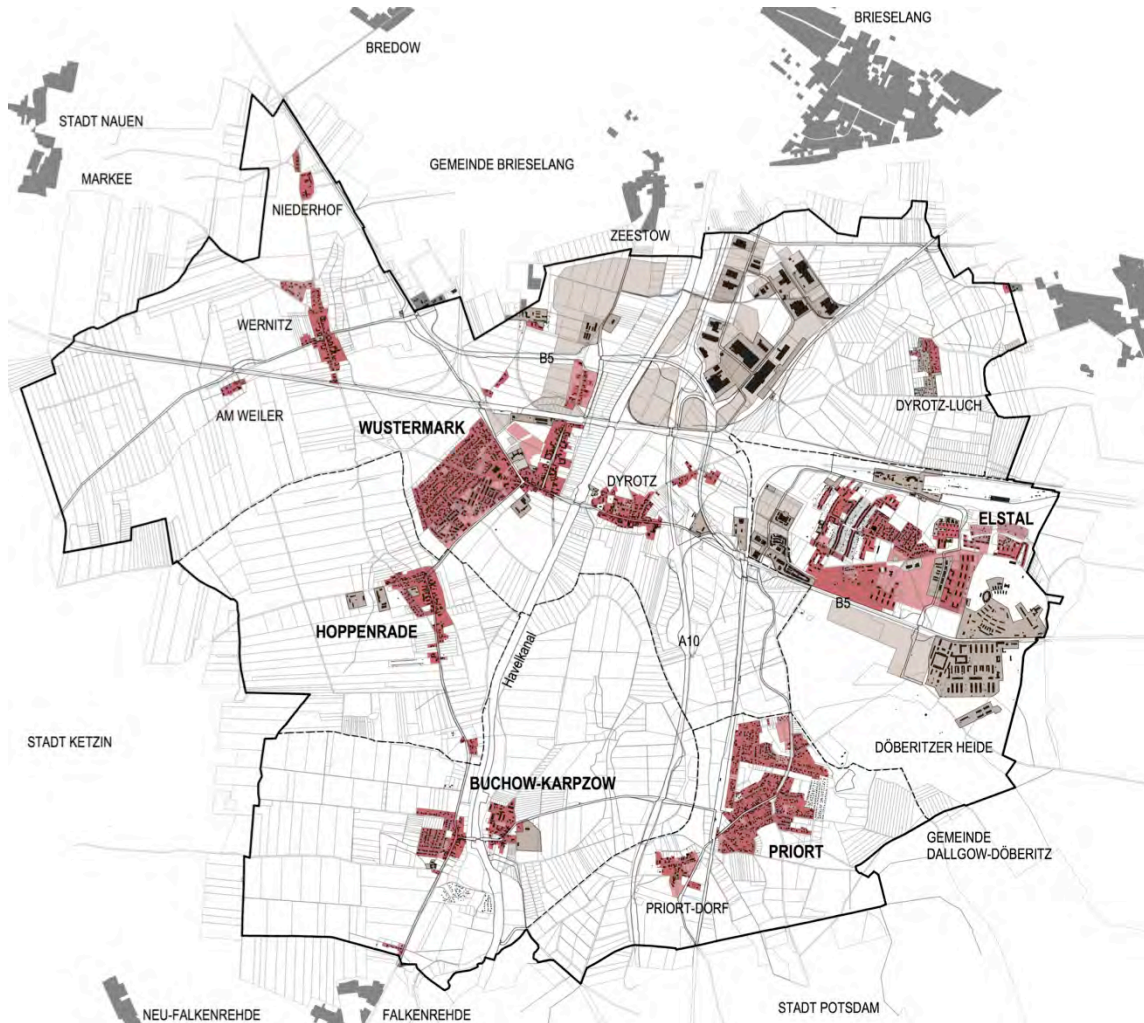 BRIESELANG
BREDOW
STADT NAUEN
GEMEINDE BRIESELANG
MARKEE
NIEDERHOF
ZEESTOW
WERNITZ
B5
AM WEILER
DYROTZ-LUCH
WUSTERMARK
DYROTZ
ELSTAL
B5
HOPPENRADE
A10
Havelkanal
STADT KETZIN
DÖBERITZER HEIDE
BUCHOW-KARPZOW
GEMEINDE
DALLGOW-DÖBERITZ
PRIORT
PRIORT-DORF
STADT POTSDAM
NEU-FALKENREHDE
FALKENREHDE